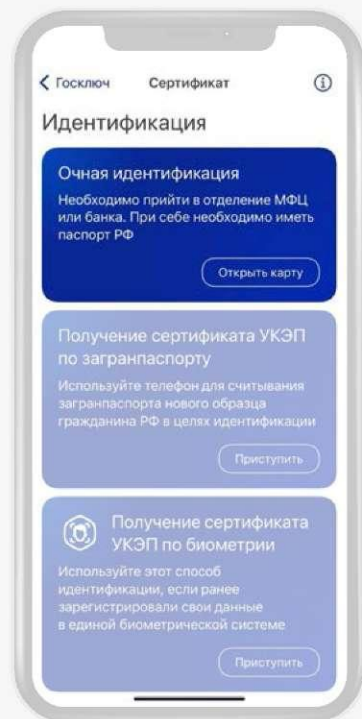 Госключ
Сертификат
Идентификация
Очная идентификация
Необходимо прийти в отделение МФЦ
или банка. При себе необходимо иметь
паспорт РФ
Открыть карту
Получение сертификата УКЭП
по загранпаспорту
Используйте телефон для считывания
загранпаспорта нового образца
гражданина РФ в целях идентификации
Приступить
Получение сертификата
УКЭП по биометрии
Используйте этот способ
идентификации, если ранее
зарегистрировали свои данные
в единой биометрической системе
Приступить